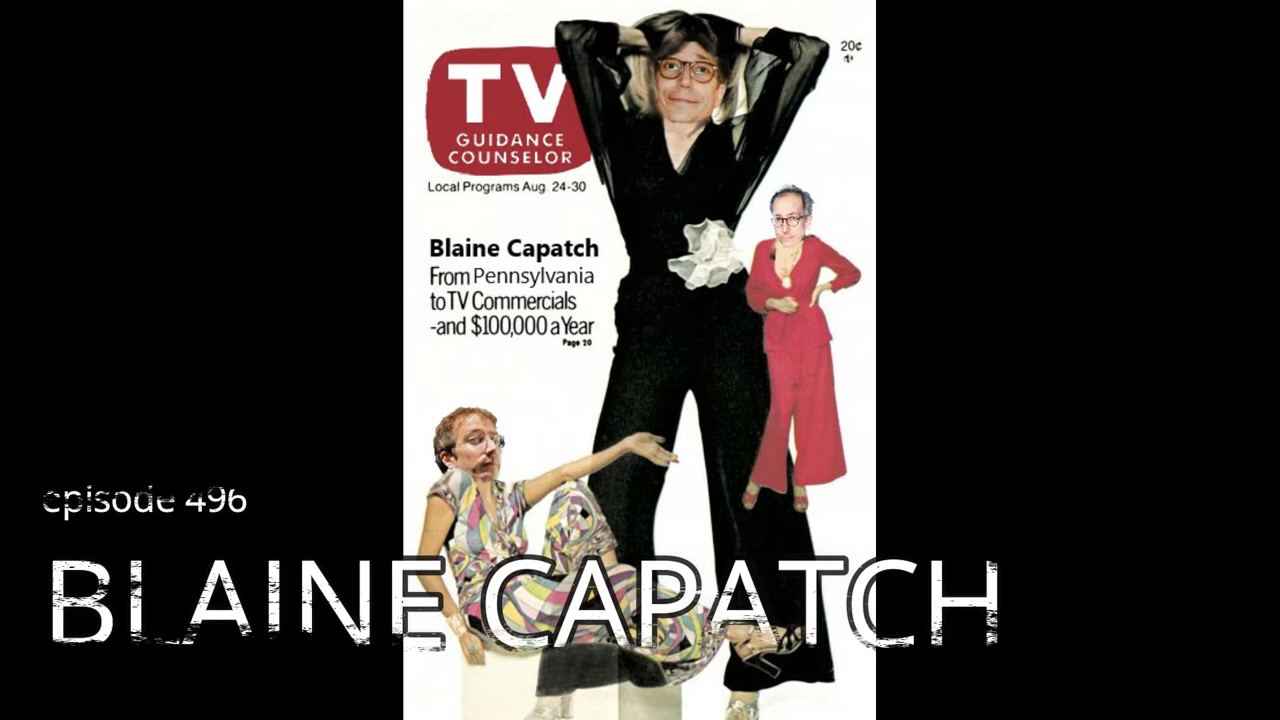 TV
GUIDANCE
COUNSELOR
Local Programs Aug. 24-30
20¢
Blaine Capatch
From Pennsylvania
to TV Commercials
-and $100,000 a Year
Page 20
episode 496
BLAINE CAPATCH